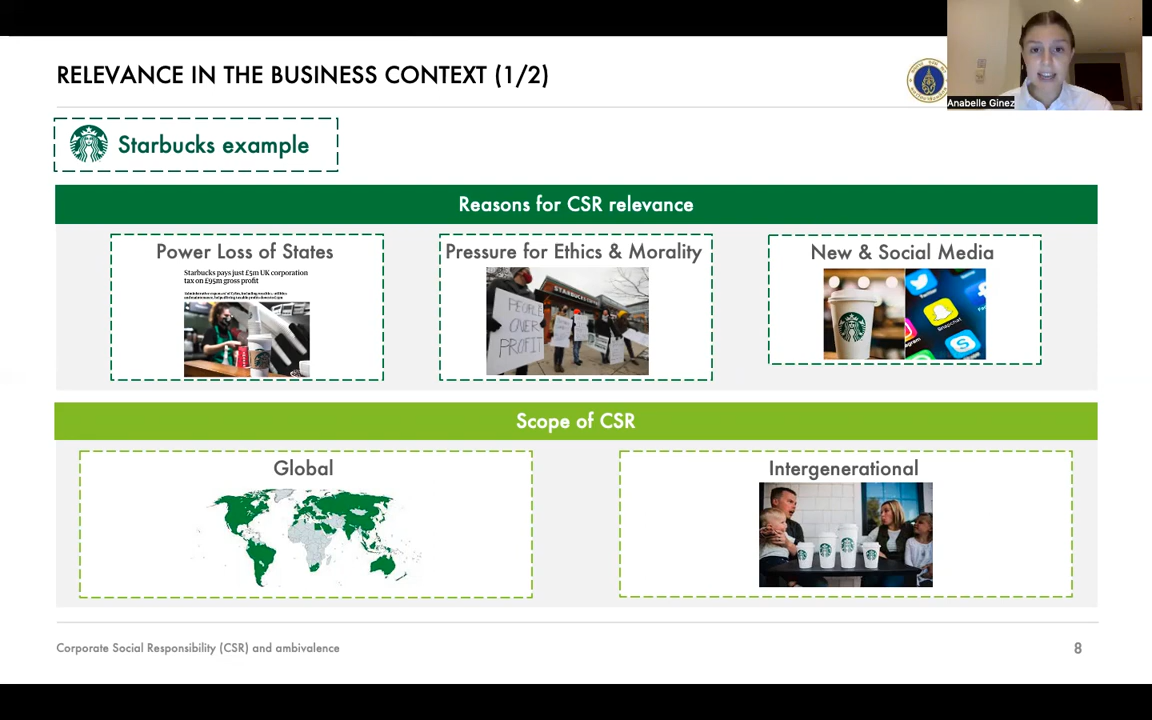 RELEVANCE IN THE BUSINESS CONTEXT (1/2)
Anabelle Ginez
Starbucks example
Reasons for CSR relevance
Power Loss of States
Starbucks pays just £5m UK corporation
tax on £95m gross profit
Pressure for Ethics & Morality
STARBUCKS
PEOPLE
OVER
PROFIT
New & Social Media
Snapchat
Scope of CSR
Global
Intergenerational
Corporate Social Responsibility (CSR) and ambivalence
8